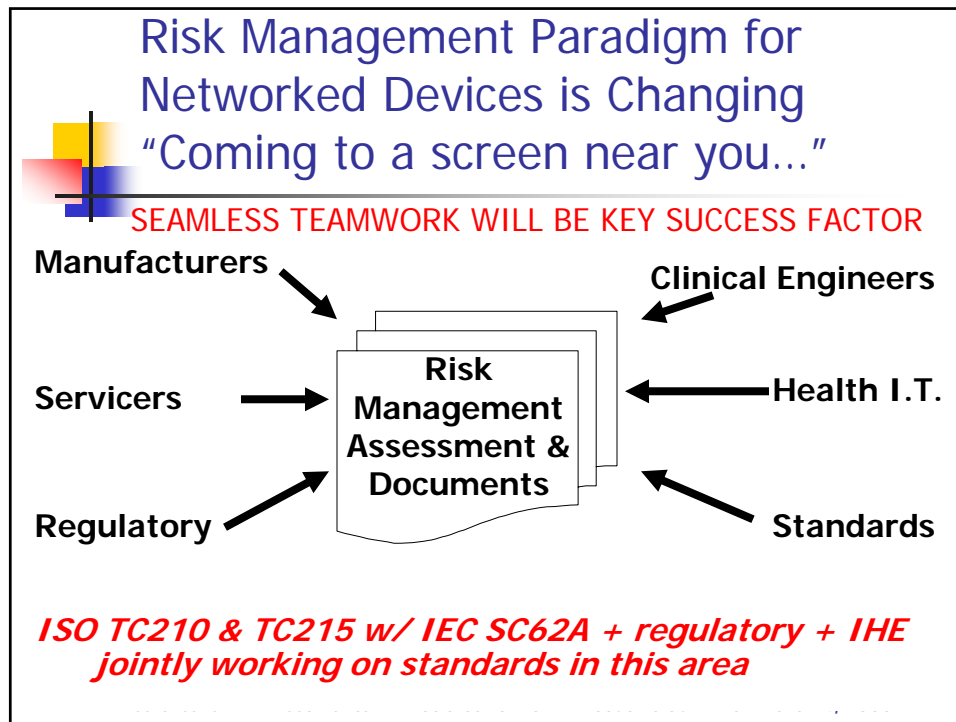 Risk Management Paradigm for
Networked Devices is Changing
“Coming to a screen near you…”
SEAMLESS TEAMWORK WILL BE KEY SUCCESS FACTOR
Manufacturers
Clinical Engineers
Servicers
Risk
Management
Assessment &
Documents
Health I.T.
Regulatory
Standards
ISO TC210 & TC215 w/ IEC SC62A + regulatory + IHE
jointly working on standards in this area